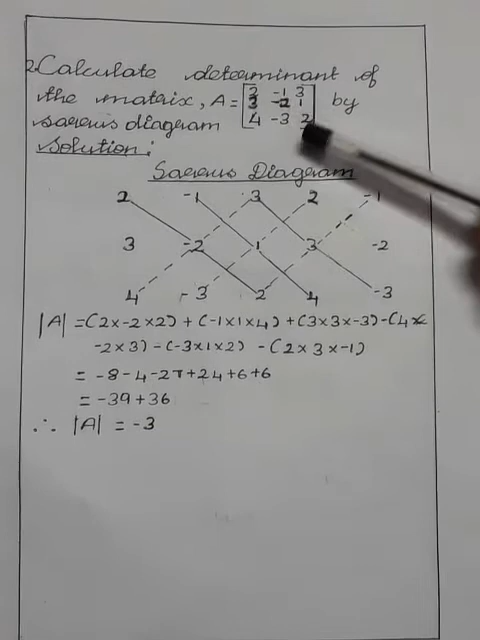 2. Calculate determinant of
the matrix, A = [2 -1 3
3 -2 1 by
4 -3 2]
sarrus diagram
Solution:
Sarrus Diagram
2 -1 3 2 -1
3 -2 1 3 -2
4 -3 2 4 -3
|A| = (2x-2x2) + (-1x1x4) + (3x3x-3) - (4x
-2x3) - (-3x1x2) - (2x3x-1)
= -8-4-27+24+6+6
= -39+36
∴ |A| = -3